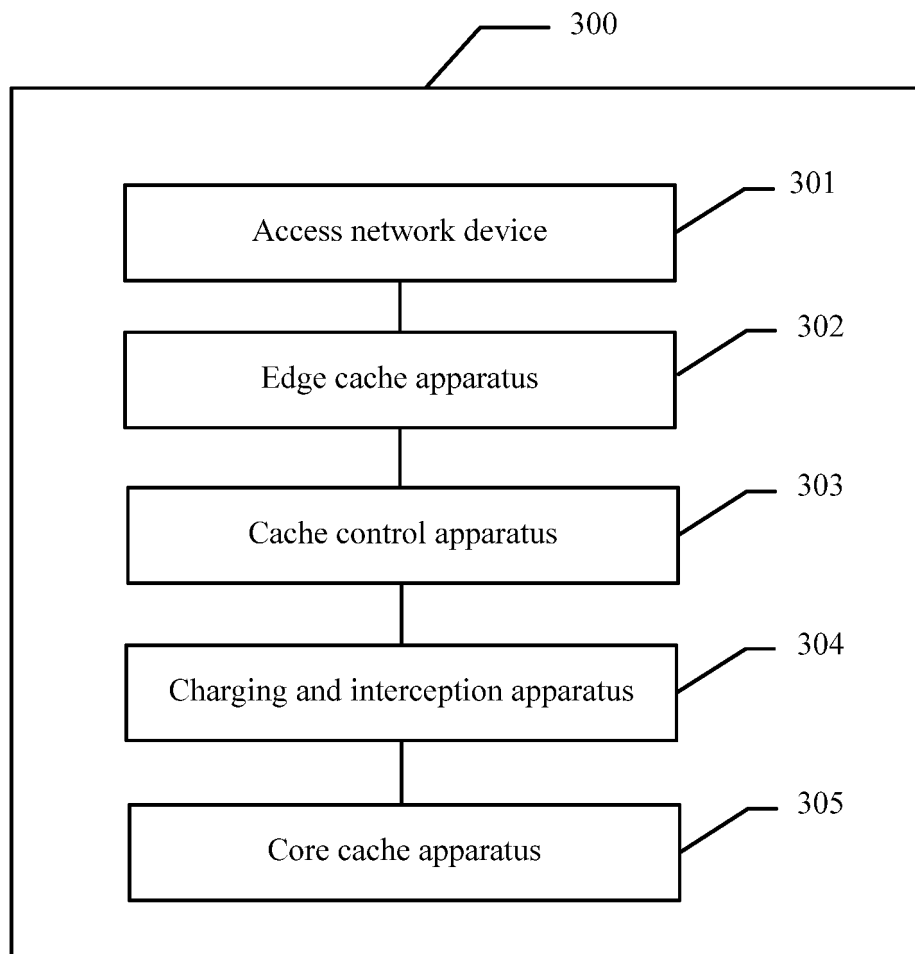 300
301
Access network device
302
Edge cache apparatus
303
Cache control apparatus
304
Charging and interception apparatus
305
Core cache apparatus